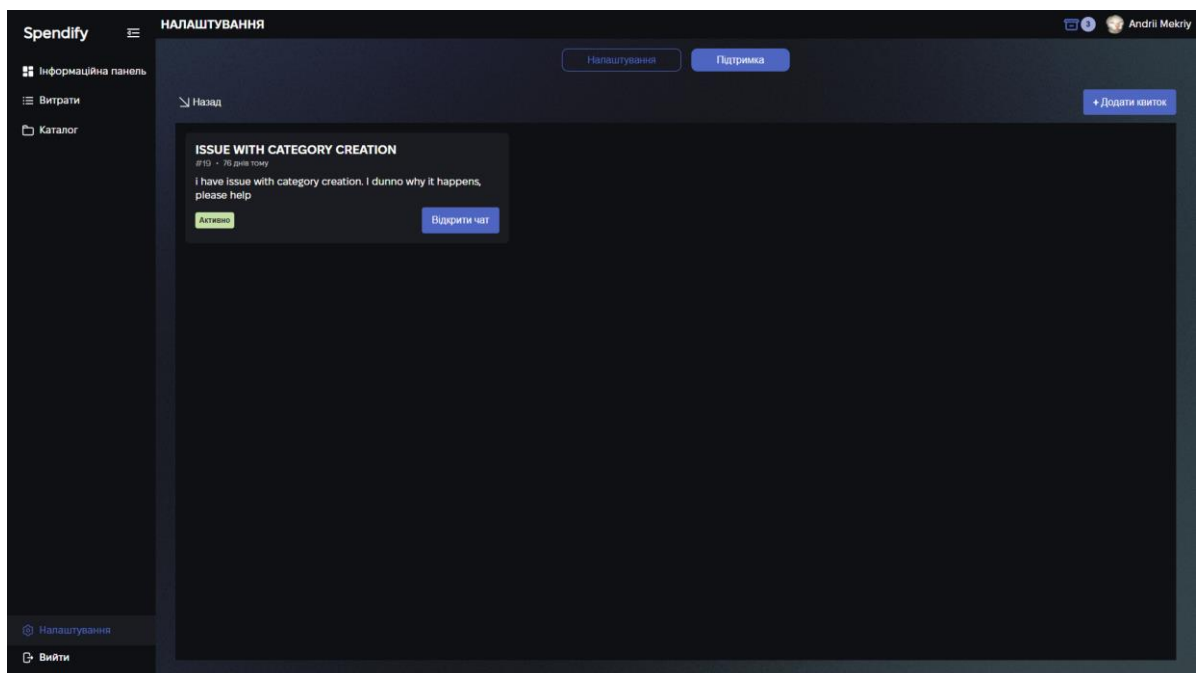 Spendify
НАЛАШТУВАННЯ
3
Andrii Mekriy
Інформаційна панель
Витрати
Каталог
Налаштування
Підтримка
Назад
+ Додати квиток
ISSUE WITH CATEGORY CREATION
#19 • 76 днів тому
i have issue with category creation. I dunno why it happens,
please help
Активно
Відкрити чат
Налаштування
Вийти